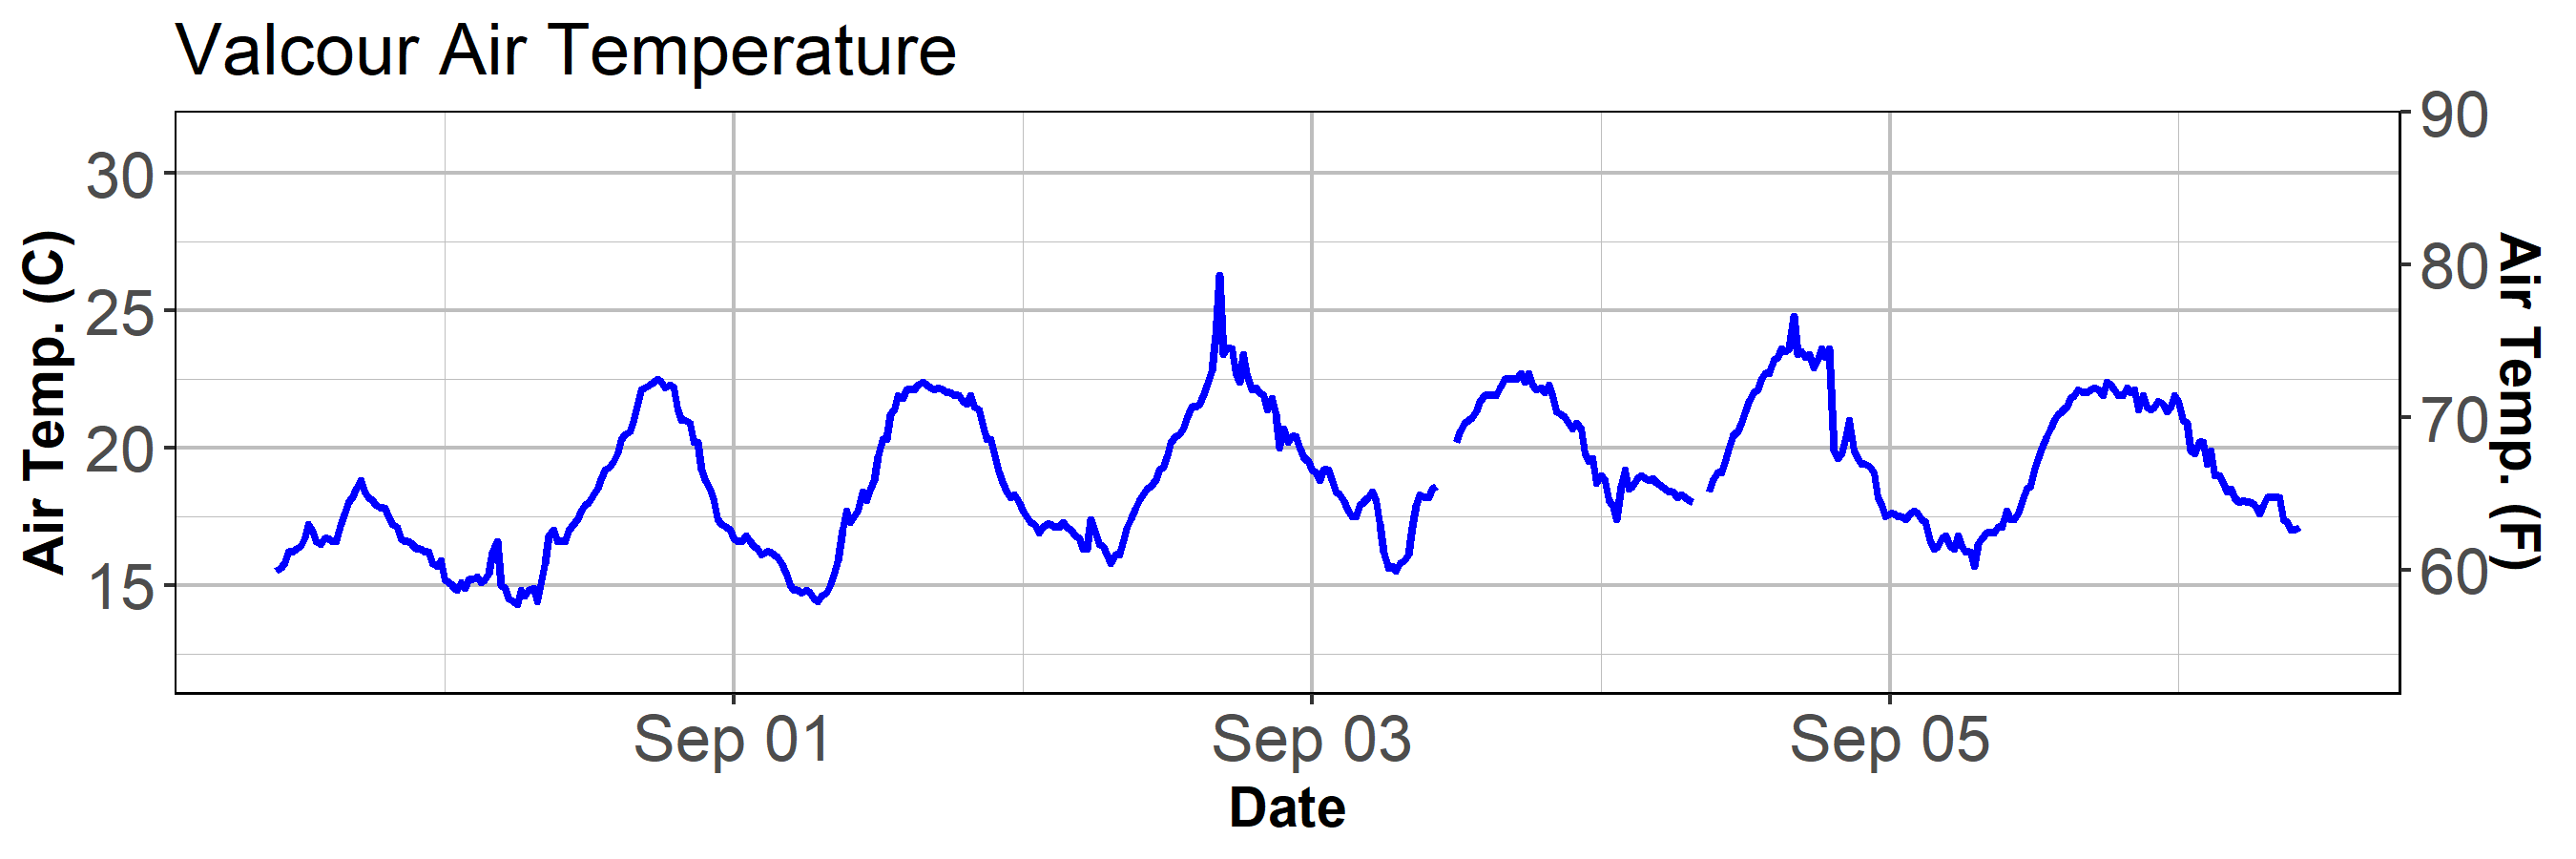 Valcour Air Temperature
Air Temp. (C)
30
25
20
15
90
80
70
60
Air Temp. (F)
Sep 01
Sep 03
Sep 05
Date